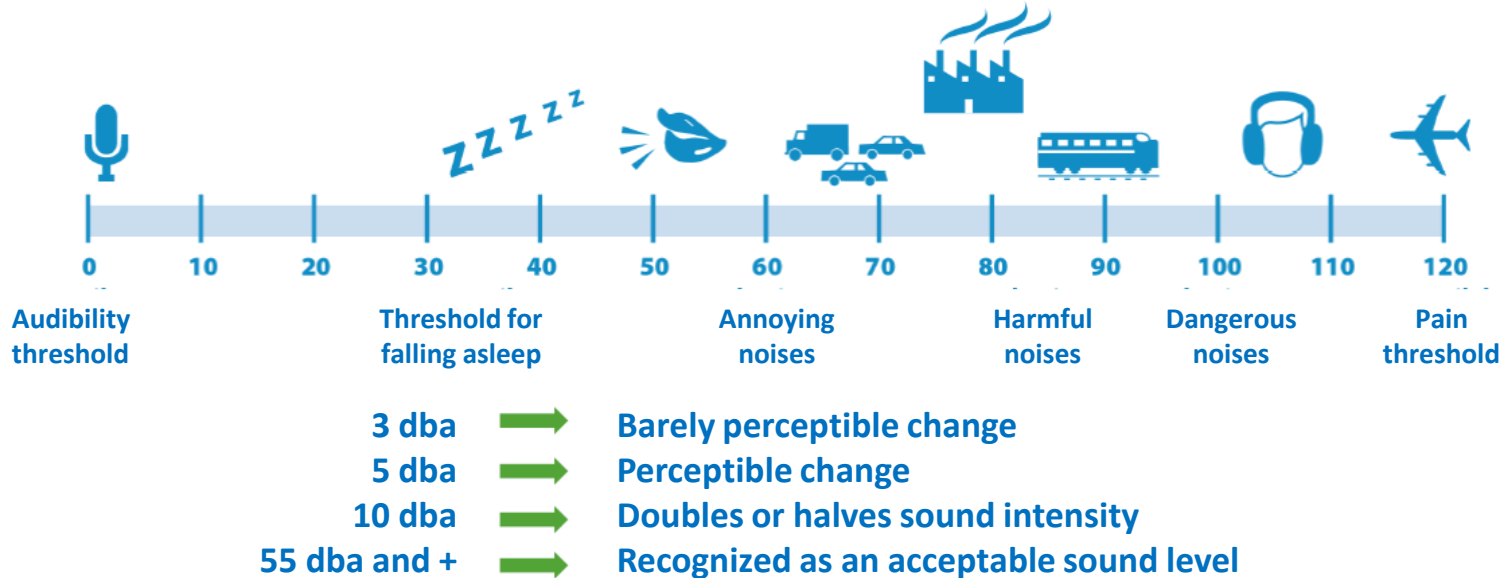 Z Z Z Z Z
0 10 20 30 40 50 60 70 80 90 100 110 120
Audibility threshold
Threshold for falling asleep
Annoying noises
Harmful noises
Dangerous noises
Pain threshold
3 dba Barely perceptible change
5 dba Perceptible change
10 dba Doubles or halves sound intensity
55 dba and + Recognized as an acceptable sound level